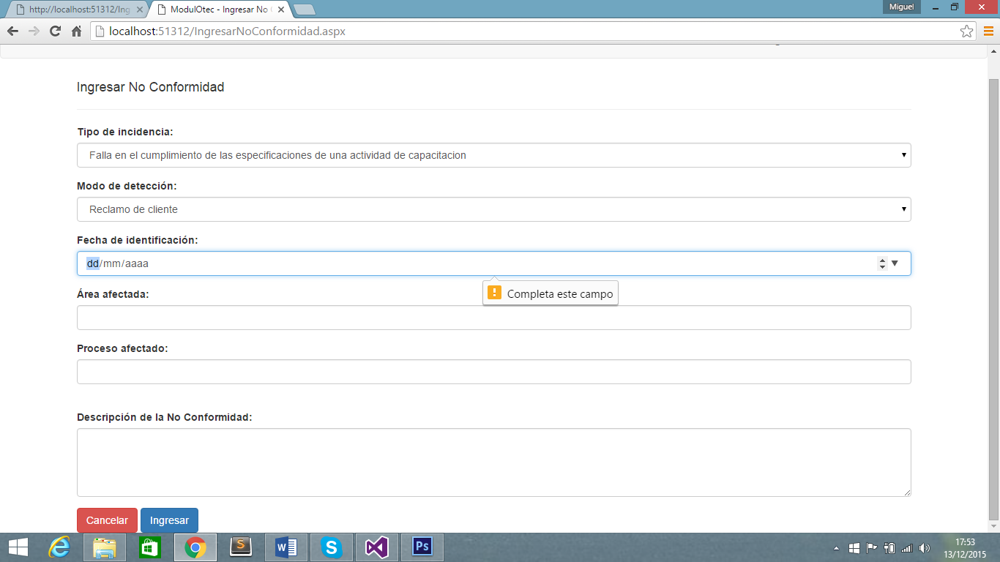 http://localhost:51312/Ing
ModulOtec - Ingresar No
Miguel
localhost:51312/IngresarNoConformidad.aspx
Ingresar No Conformidad
Tipo de incidencia:
Falla en el cumplimiento de las especificaciones de una actividad de capacitacion
Modo de detección:
Reclamo de cliente
Fecha de identificación:
dd/mm/aaaa
Completa este campo
Área afectada:
Proceso afectado:
Descripción de la No Conformidad:
Cancelar Ingresar
S W S Ps
17:53
13/12/2015